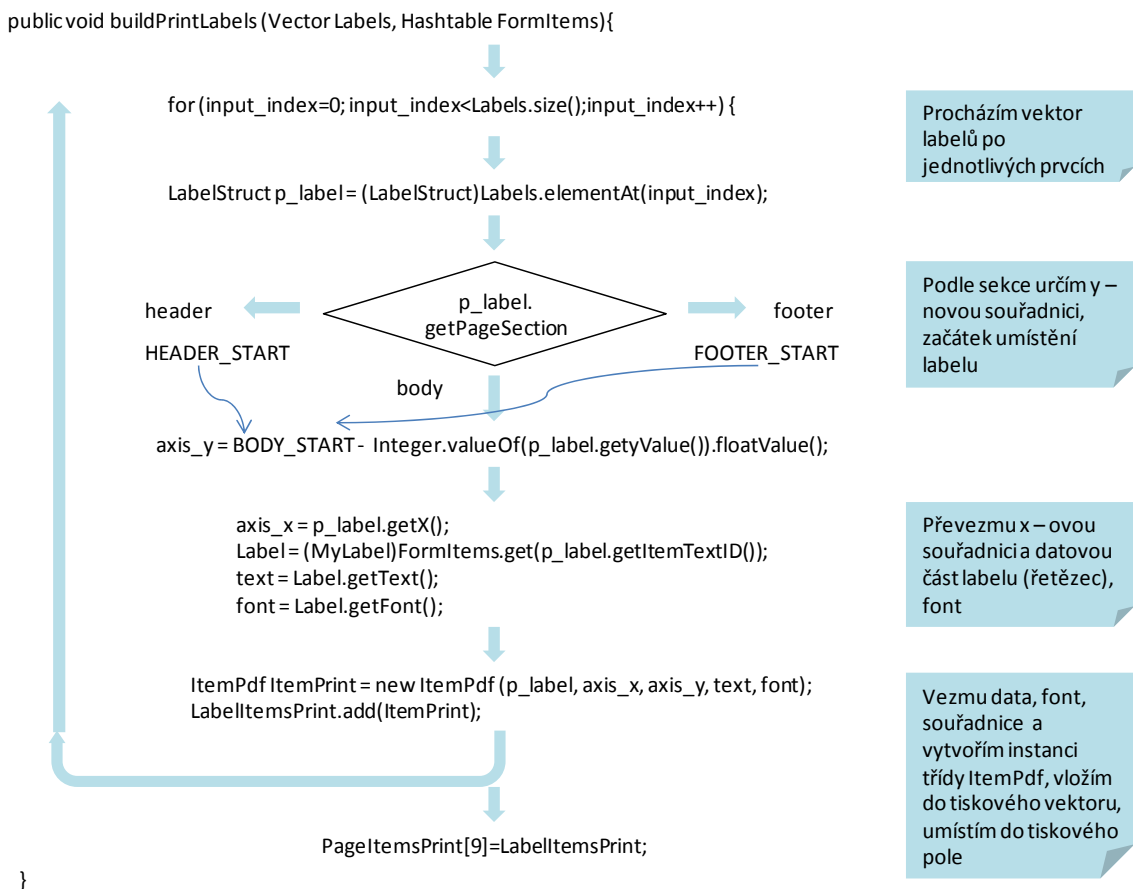 public void buildPrintLabels (Vector Labels, Hashtable FormItems){
for (input_index=0; input_index<Labels.size();input_index++) {
Procházím vektor
labelů po
jednotlivých prvcích
LabelStruct p_label = (LabelStruct)Labels.elementAt(input_index);
p_label.
getPageSection
header
HEADER_START
footer
FOOTER_START
body
Podle sekce určím y –
novou souřadnici,
začátek umístění
labelu
axis_y = BODY_START - Integer.valueOf(p_label.getyValue()).floatValue();
axis_x = p_label.getX();
Label = (MyLabel)FormItems.get(p_label.getItemTextID());
text = Label.getText();
font = Label.getFont();
Převezmu x – ovou
souřadnici a datovou
část labelu (řetězec),
font
ItemPdf ItemPrint = new ItemPdf (p_label, axis_x, axis_y, text, font);
LabelItemsPrint.add(ItemPrint);
Vezmu data, font,
souřadnice a
vytvořím instanci
třídy ItemPdf, vložím
do tiskového vektoru,
umístím do tiskového
pole
PageItemsPrint[9]=LabelItemsPrint;
}